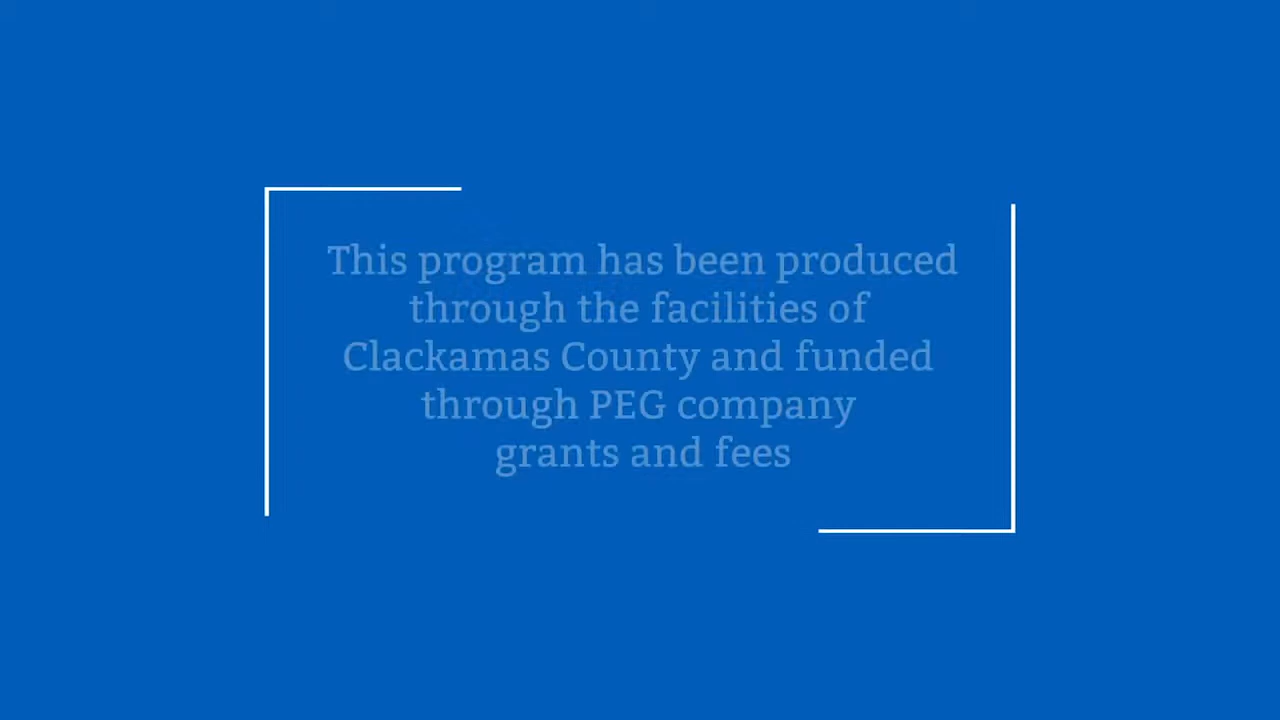 This program has been produced
through the facilities of
Clackamas County and funded
through PEG company
grants and fees